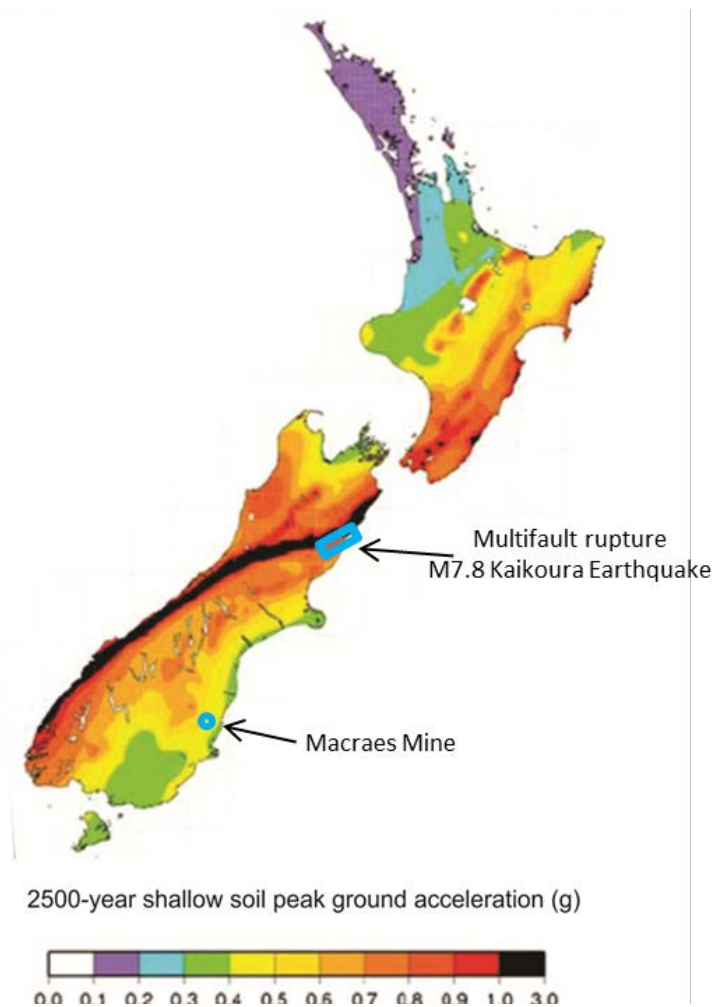 Multifault rupture
M7.8 Kaikoura Earthquake
Macraes Mine
2500-year shallow soil peak ground acceleration (g)
0.0 0.1 0.2 0.3 0.4 0.5 0.6 0.7 0.8 0.9 1.0 3.0